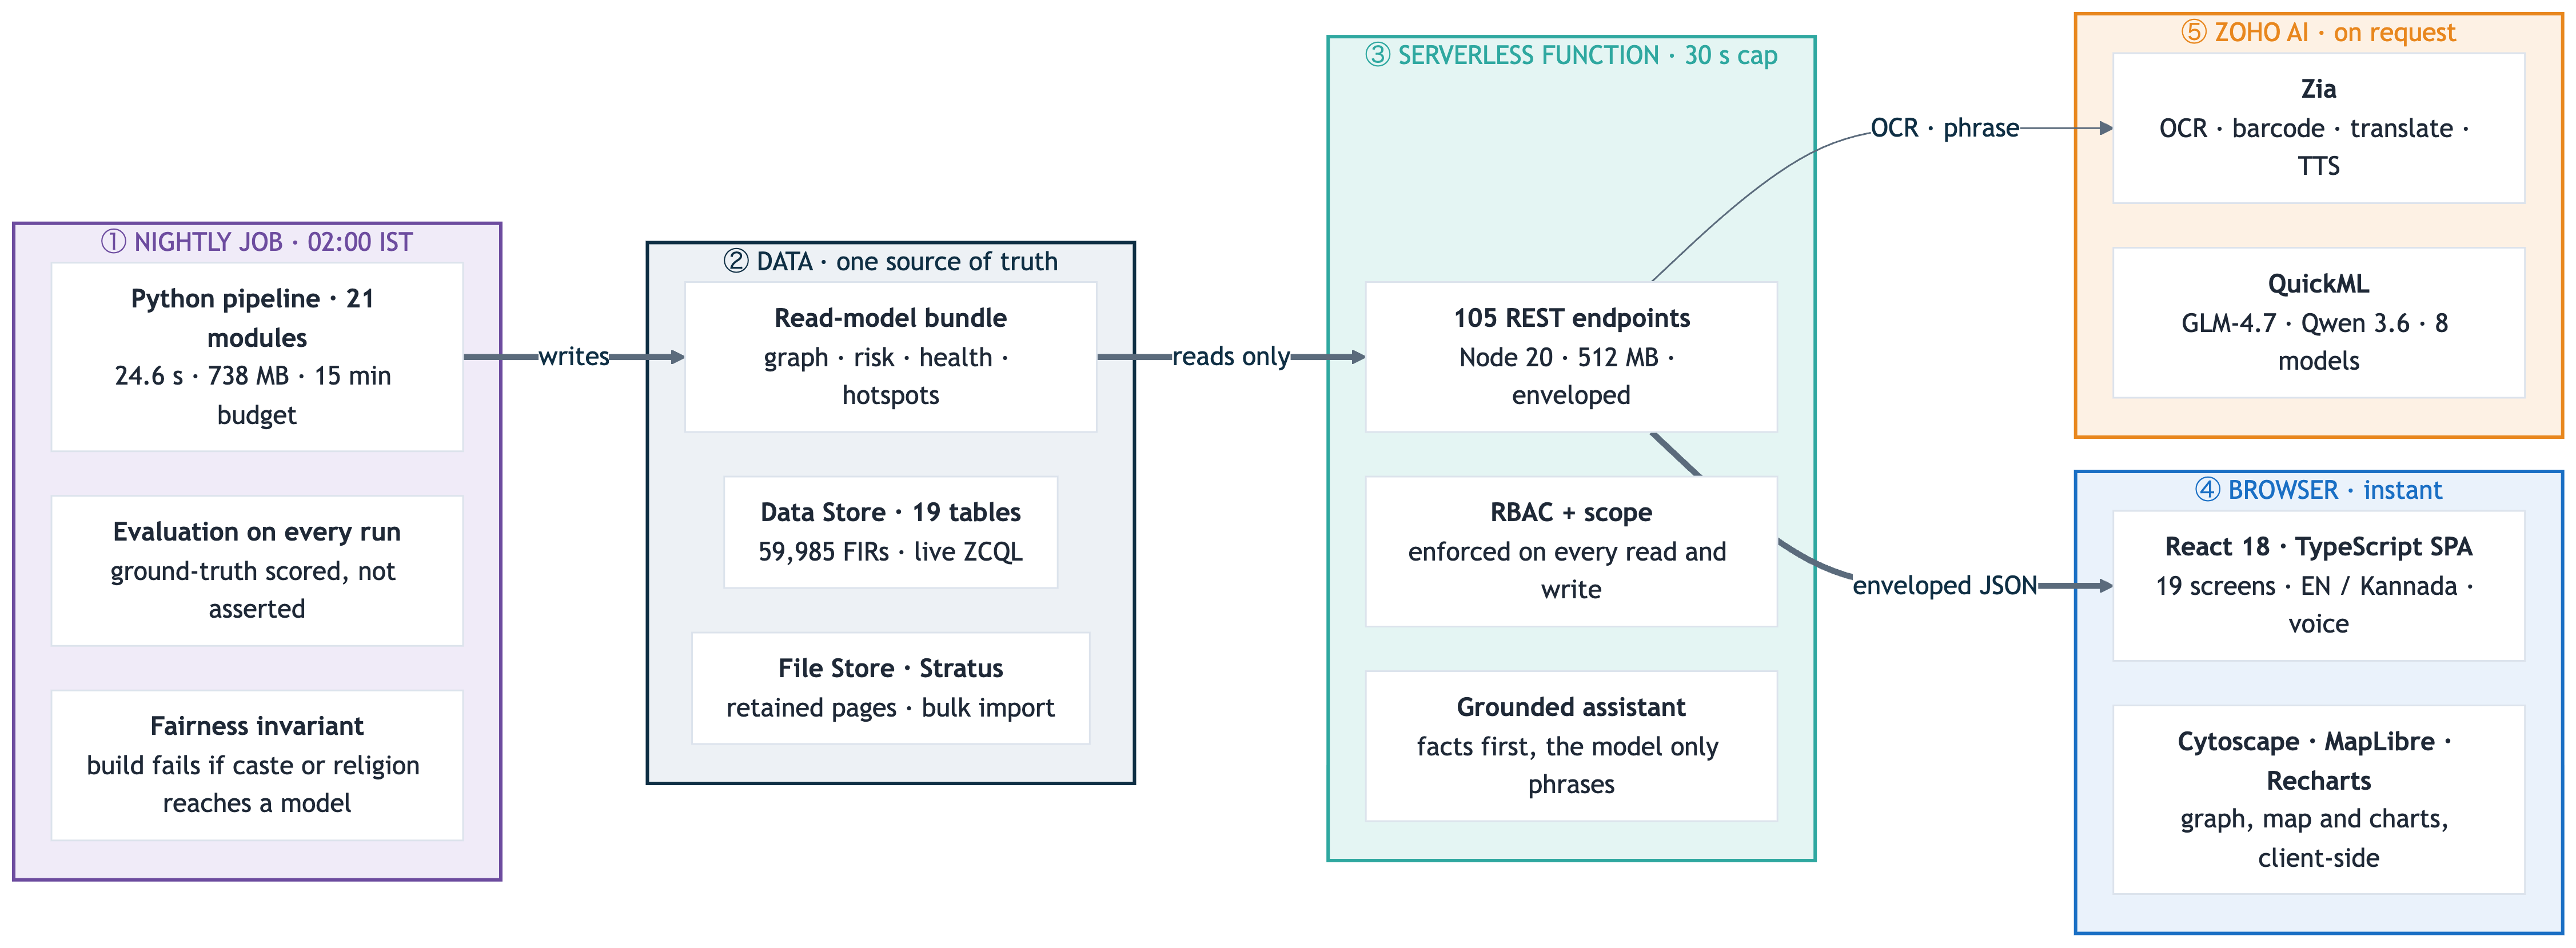 ① NIGHTLY JOB · 02:00 IST
Python pipeline · 21
modules
24.6 s · 738 MB · 15 min
budget
Evaluation on every run
ground-truth scored, not
asserted
Fairness invariant
build fails if caste or religion
reaches a model
writes
② DATA · one source of truth
Read-model bundle
graph · risk · health ·
hotspots
Data Store · 19 tables
59,985 FIRs · live ZCQL
File Store · Stratus
retained pages · bulk import
reads only
③ SERVERLESS FUNCTION · 30 s cap
105 REST endpoints
Node 20 · 512 MB ·
enveloped
RBAC + scope
enforced on every read and
write
Grounded assistant
facts first, the model only
phrases
OCR · phrase
enveloped JSON
⑤ ZOHO AI · on request
Zia
OCR · barcode · translate ·
TTS
QuickML
GLM-4.7 · Qwen 3.6 · 8
models
④ BROWSER · instant
React 18 · TypeScript SPA
19 screens · EN / Kannada ·
voice
Cytoscape · MapLibre ·
Recharts
graph, map and charts,
client-side